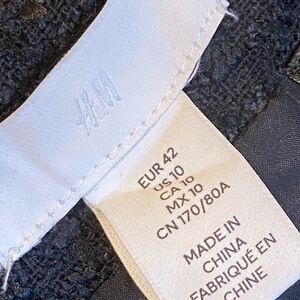 H&M
EUR 42
US 10
CA 10
MX 10
CN 170/80A
MADE IN
CHINA
FABRIQUÉ EN
CHINE